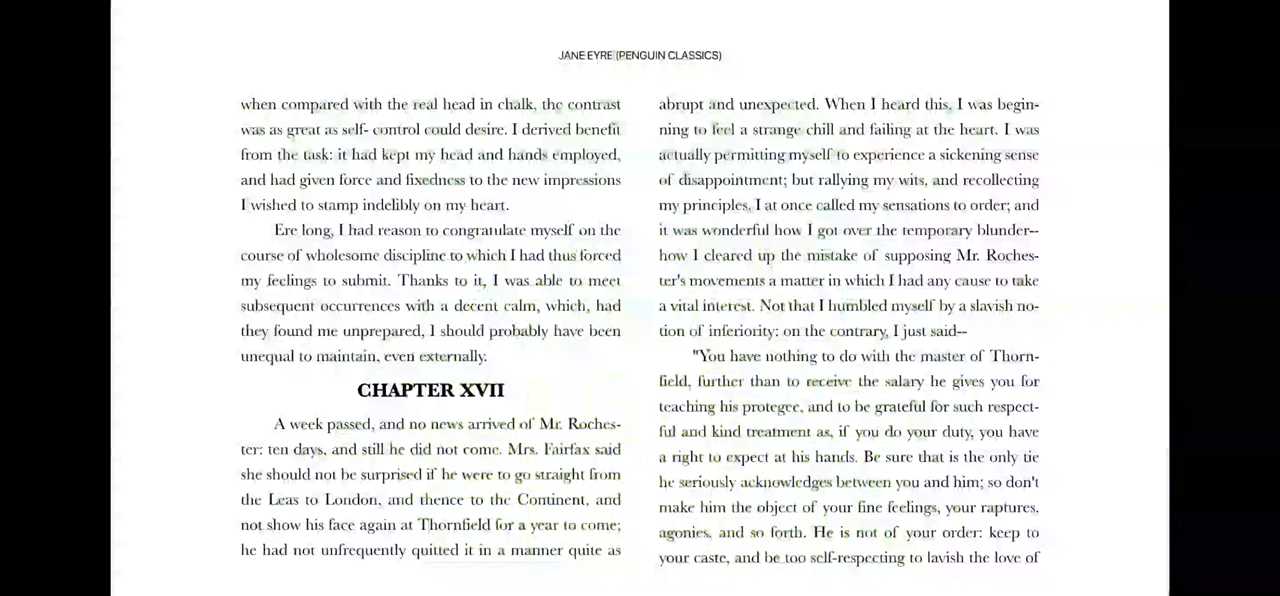 JANE EYRE (PENGUIN CLASSICS)
when compared with the real head in chalk, the contrast
was as great as self- control could desire. I derived benefit
from the task: it had kept my head and hands employed,
and had given force and fixedness to the new impressions
I wished to stamp indelibly on my heart.
Ere long, I had reason to congratulate myself on the
course of wholesome discipline to which I had thus forced
my feelings to submit. Thanks to it, I was able to meet
subsequent occurrences with a decent calm, which, had
they found me unprepared, I should probably have been
unequal to maintain, even externally.
CHAPTER XVII
A week passed, and no news arrived of Mr. Roches-
ter: ten days, and still he did not come. Mrs. Fairfax said
she should not be surprised if he were to go straight from
the Leas to London, and thence to the Continent, and
not show his face again at Thornfield for a year to come;
he had not unfrequently quitted it in a manner quite as
abrupt and unexpected. When I heard this, I was begin-
ning to feel a strange chill and failing at the heart. I was
actually permitting myself to experience a sickening sense
of disappointment; but rallying my wits, and recollecting
my principles, I at once called my sensations to order; and
it was wonderful how I got over the temporary blunder--
how I cleared up the mistake of supposing Mr. Roches-
ter's movements a matter in which I had any cause to take
a vital interest. Not that I humbled myself by a slavish no-
tion of inferiority: on the contrary, I just said--
"You have nothing to do with the master of Thorn-
field, further than to receive the salary he gives you for
teaching his protegee, and to be grateful for such respect-
ful and kind treatment as, if you do your duty, you have
a right to expect at his hands. Be sure that is the only tie
he seriously acknowledges between you and him; so don't
make him the object of your fine feelings, your raptures,
agonies, and so forth. He is not of your order: keep to
your caste, and be too self-respecting to lavish the love of